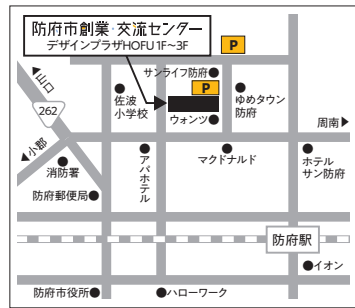 防府市創業·交流センター
デザインプラザHOFU 1F~3F
P
サンライフ防府
P
▲山口
262
佐波
小学校
ウォンツ
ゆめタウン
防府
周南▶
◀小郡
消防署
アパホテル
マクドナルド
ホテル
サン防府
防府郵便局
防府駅
イオン
防府市役所
ハローワーク